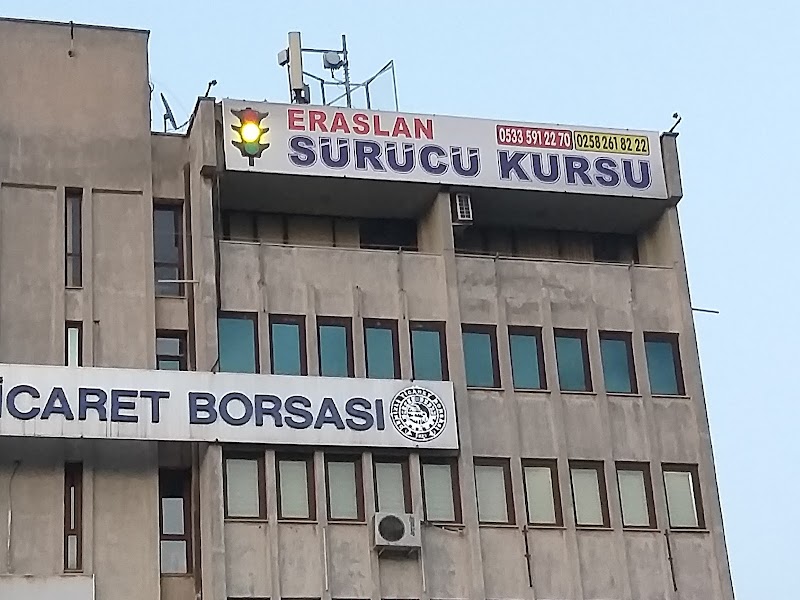 ERASLAN
0533 591 22 70 0258 261 82 22
SÜRÜCÜ KURSU
İCARET BORSASI